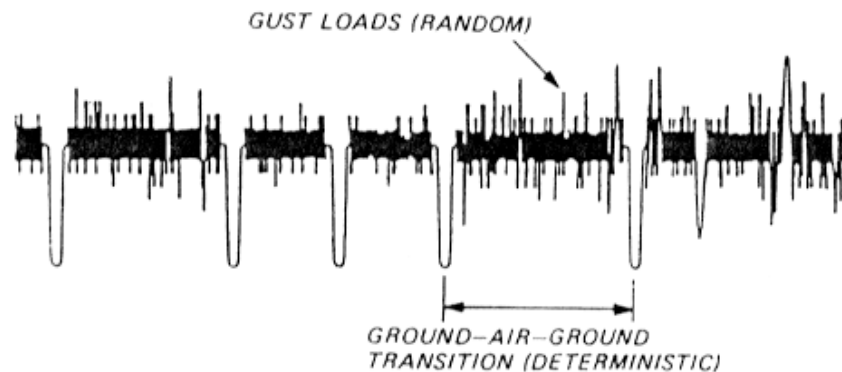 GUST LOADS (RANDOM)
GROUND–AIR–GROUND
TRANSITION (DETERMINISTIC)